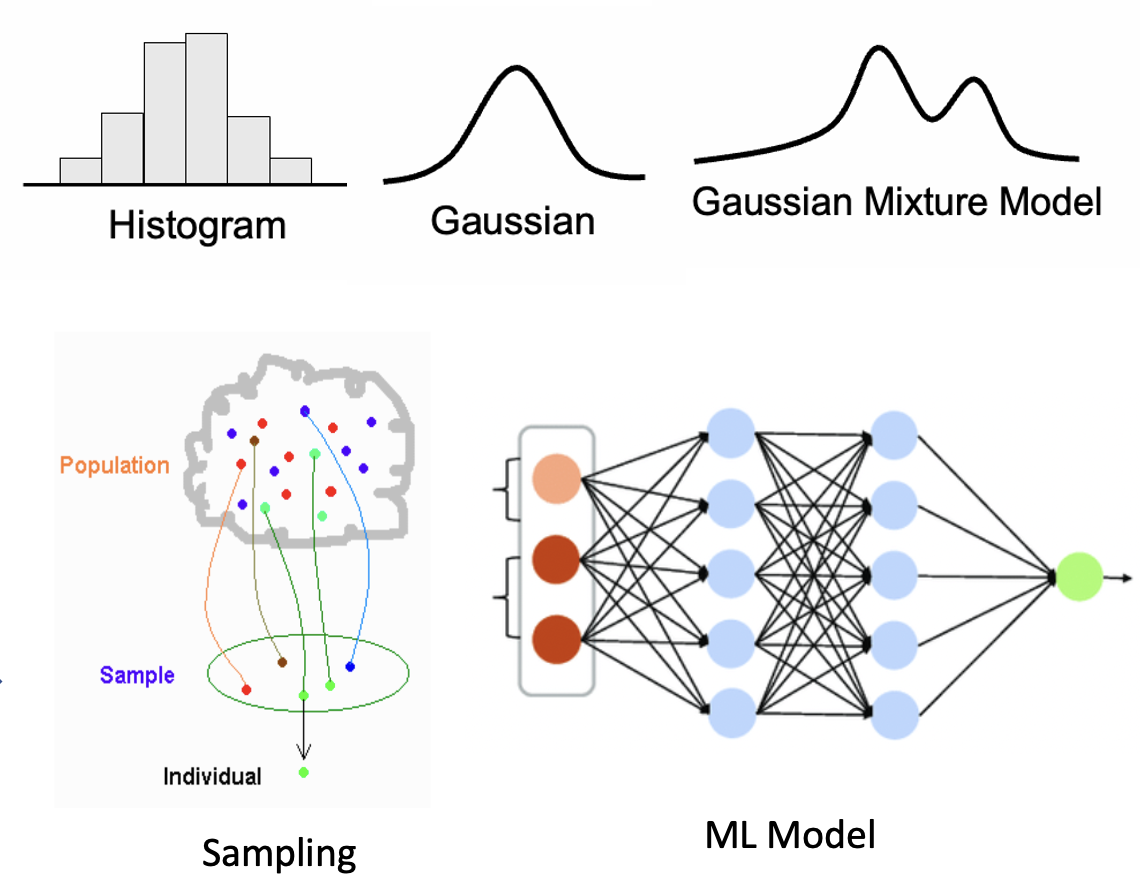 Histogram
Gaussian
Gaussian Mixture Model
Population
Sample
Individual
Sampling
ML Model